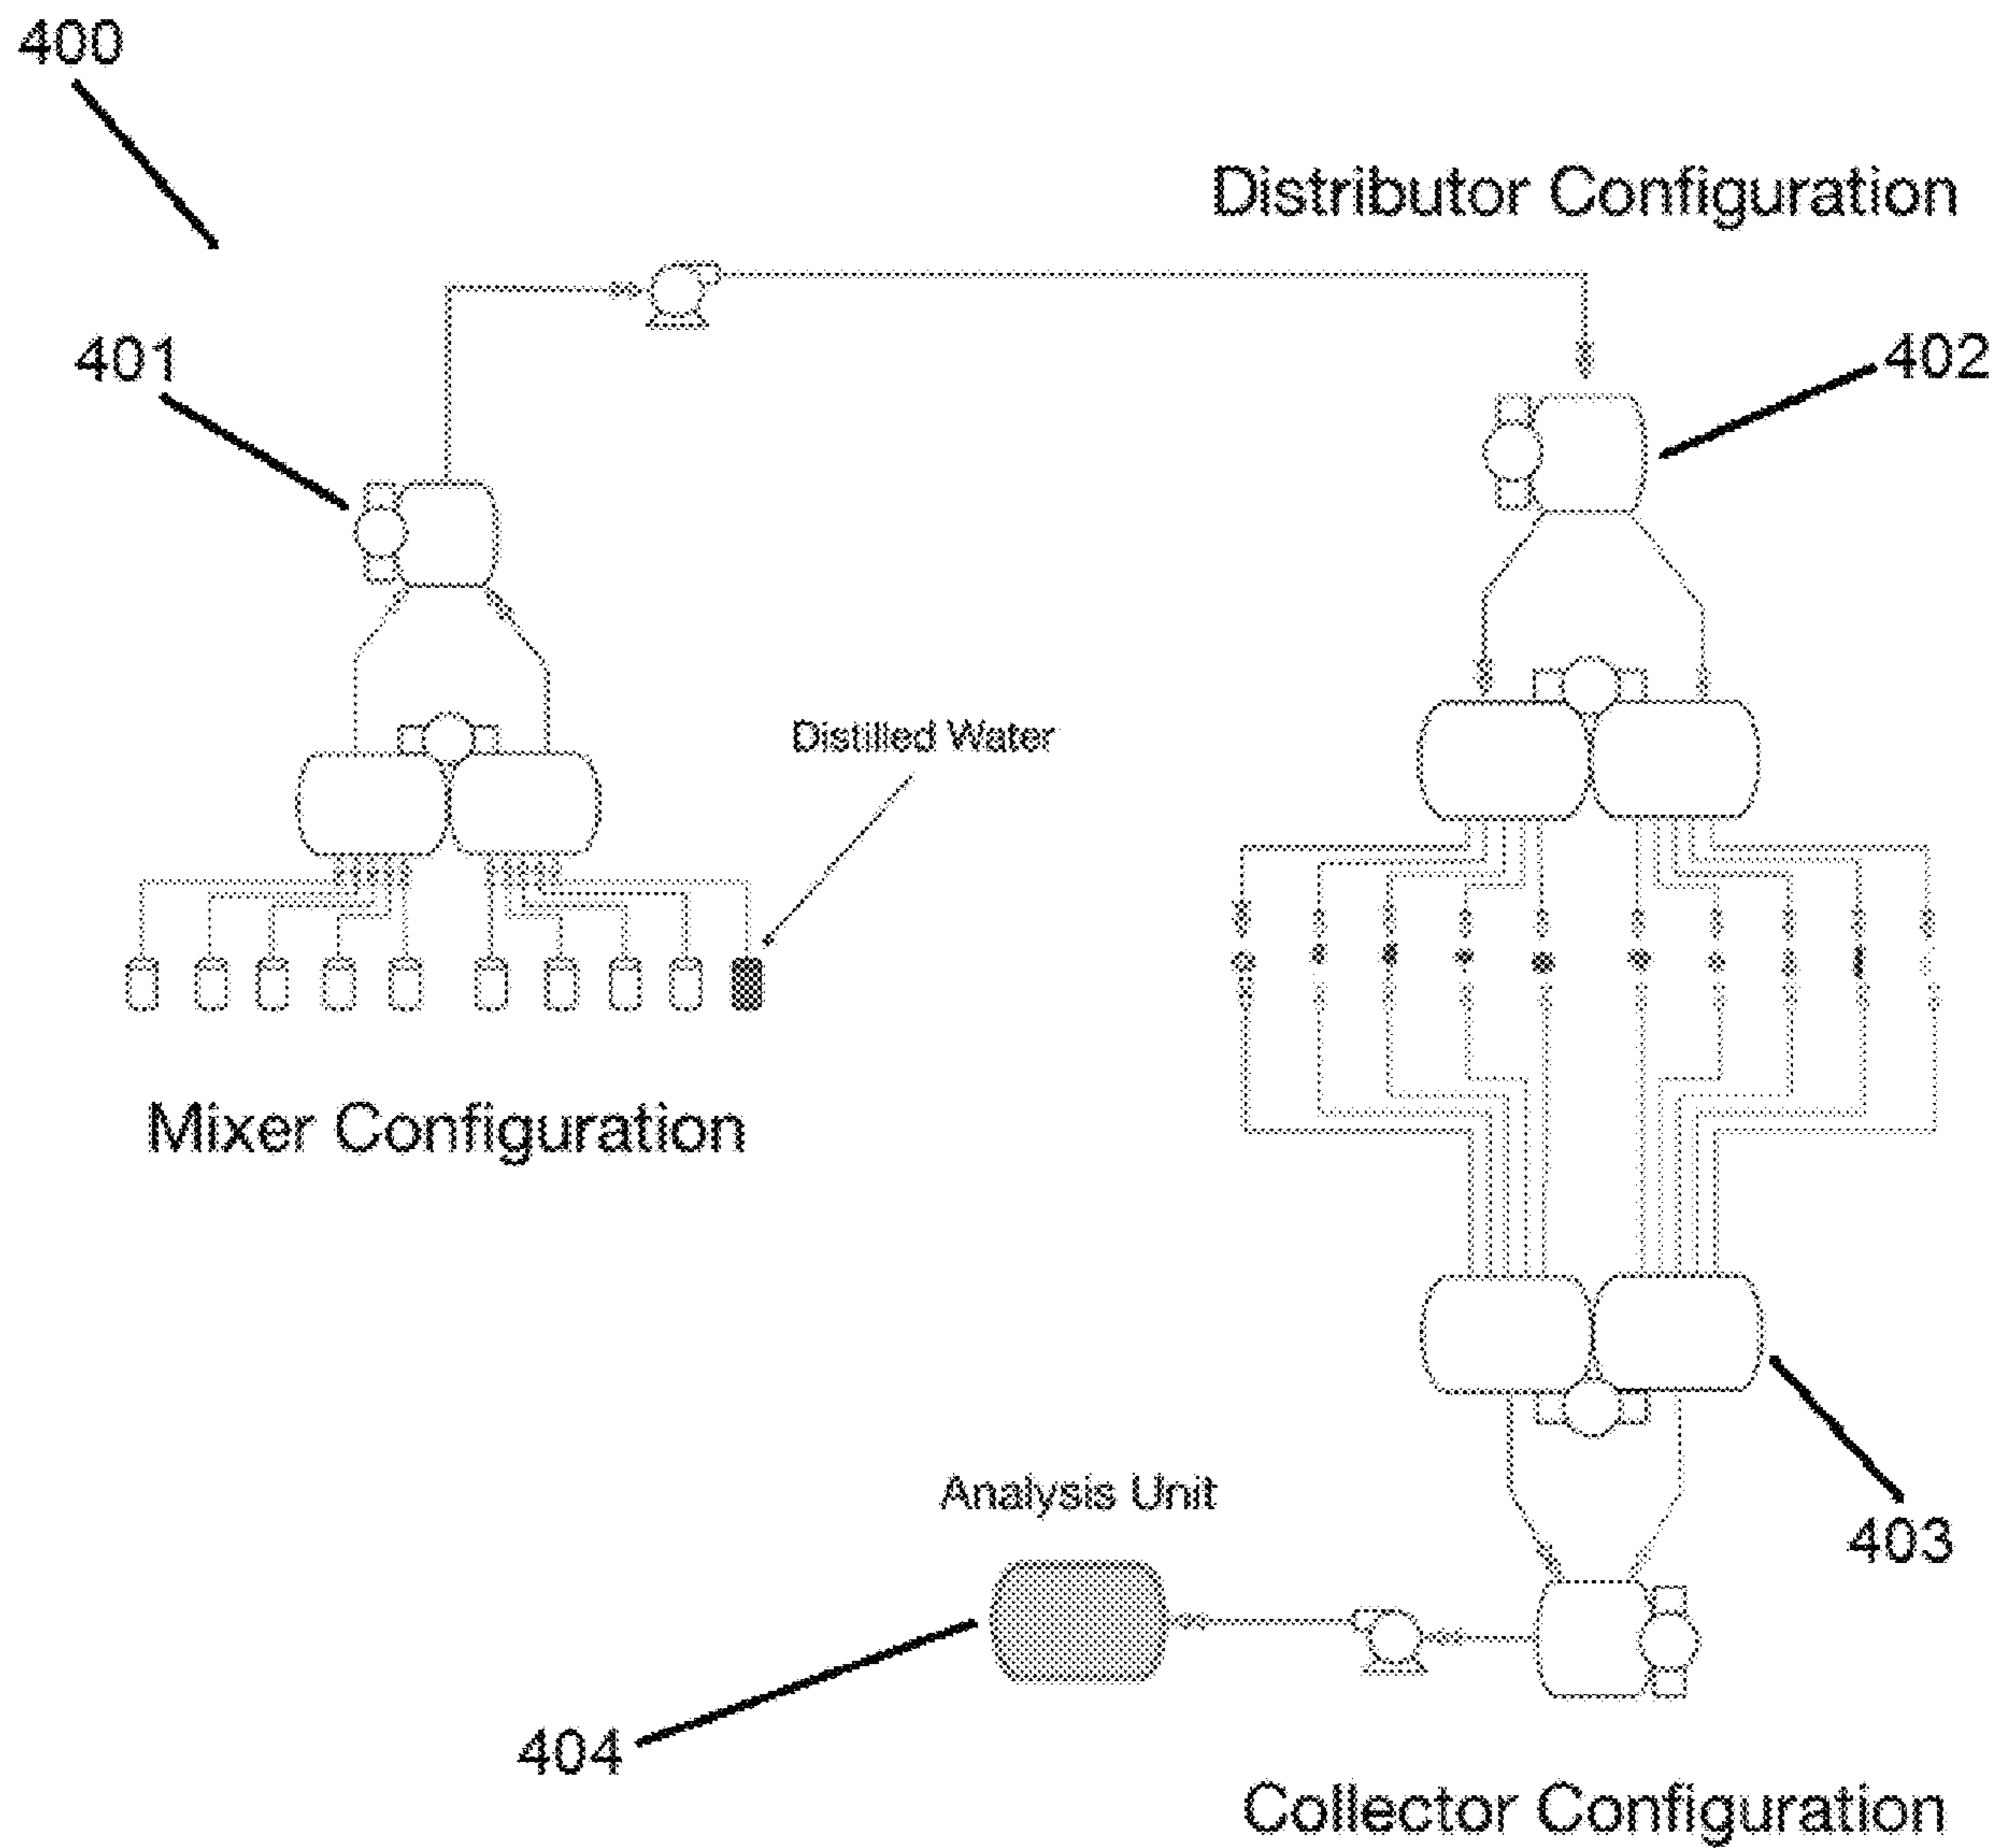 400
Distributor Configuration
401
402
Distilled Water
Mixer Configuration
Analysis Unit
403
404
Collector Configuration